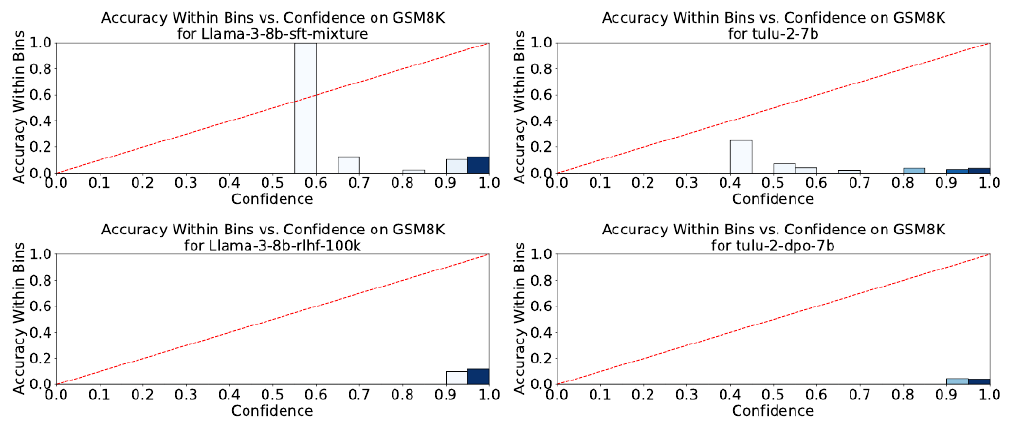 Accuracy Within Bins vs. Confidence on GSM8K
for Llama-3-8b-sft-mixture
Accuracy Within Bins
1.0
0.8
0.6
0.4
0.2
0.0
0.0 0.1 0.2 0.3 0.4 0.5 0.6 0.7 0.8 0.9 1.0
Confidence
Accuracy Within Bins vs. Confidence on GSM8K
for tulu-2-7b
Accuracy Within Bins
1.0
0.8
0.6
0.4
0.2
0.0
0.0 0.1 0.2 0.3 0.4 0.5 0.6 0.7 0.8 0.9 1.0
Confidence
Accuracy Within Bins vs. Confidence on GSM8K
for Llama-3-8b-rlhf-100k
Accuracy Within Bins
1.0
0.8
0.6
0.4
0.2
0.0
0.0 0.1 0.2 0.3 0.4 0.5 0.6 0.7 0.8 0.9 1.0
Confidence
Accuracy Within Bins vs. Confidence on GSM8K
for tulu-2-dpo-7b
Accuracy Within Bins
1.0
0.8
0.6
0.4
0.2
0.0
0.0 0.1 0.2 0.3 0.4 0.5 0.6 0.7 0.8 0.9 1.0
Confidence